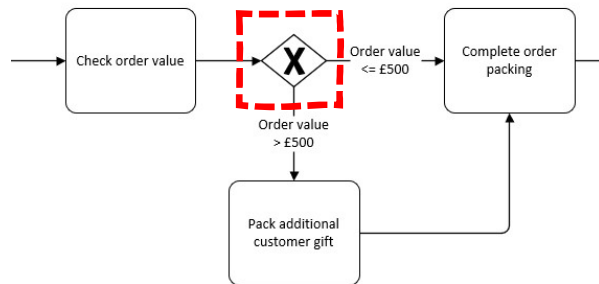 Check order value
X
Order value
<= £500
Complete order
packing
Order value
> £500
Pack additional
customer gift